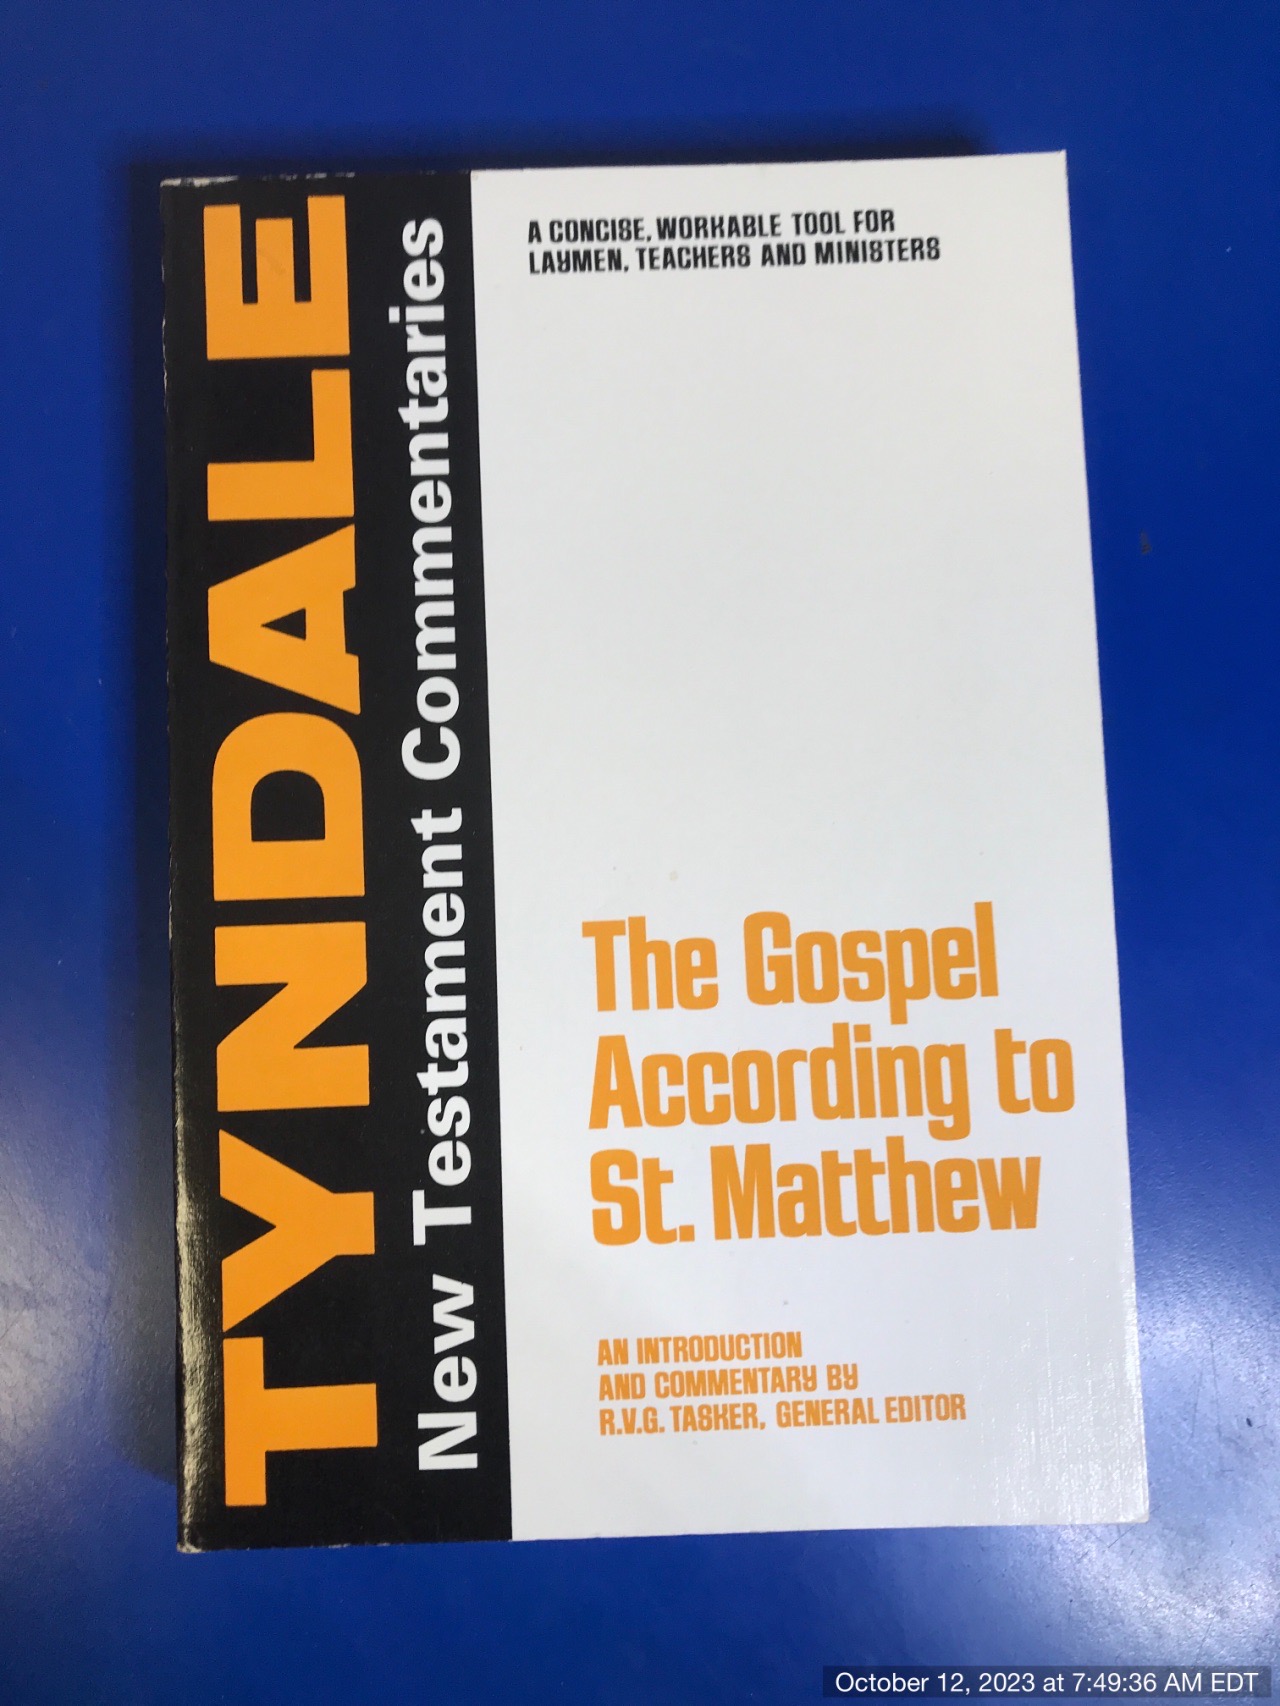 TYNDALE
New Testament Commentaries
A CONCISE, WORKABLE TOOL FOR
LAYMEN, TEACHERS AND MINISTERS
The Gospel
According to
St. Matthew
AN INTRODUCTION
AND COMMENTARY BY
R.V.G. TASKER, GENERAL EDITOR
October 12, 2023 at 7:49:36 AM EDT